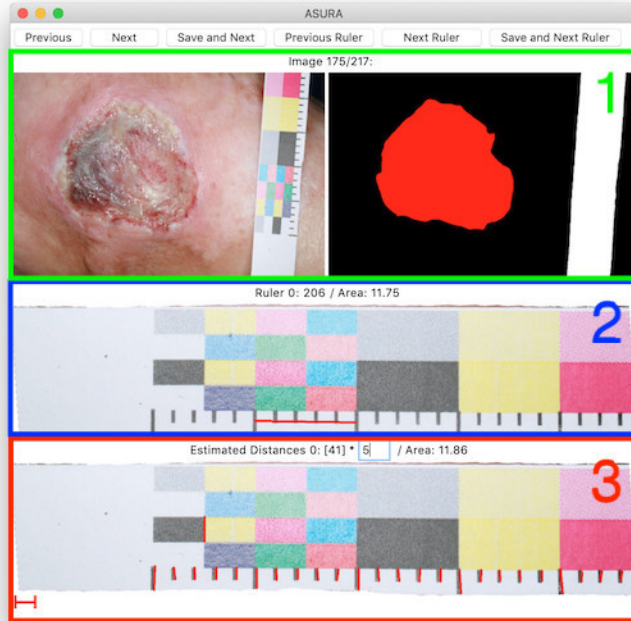 ASURA
Previous Next Save and Next Previous Ruler Next Ruler Save and Next Ruler
Image 175/217:
1
Ruler 0: 206 / Area: 11.75
2
Estimated Distances 0: [41] * 5 / Area: 11.86
3